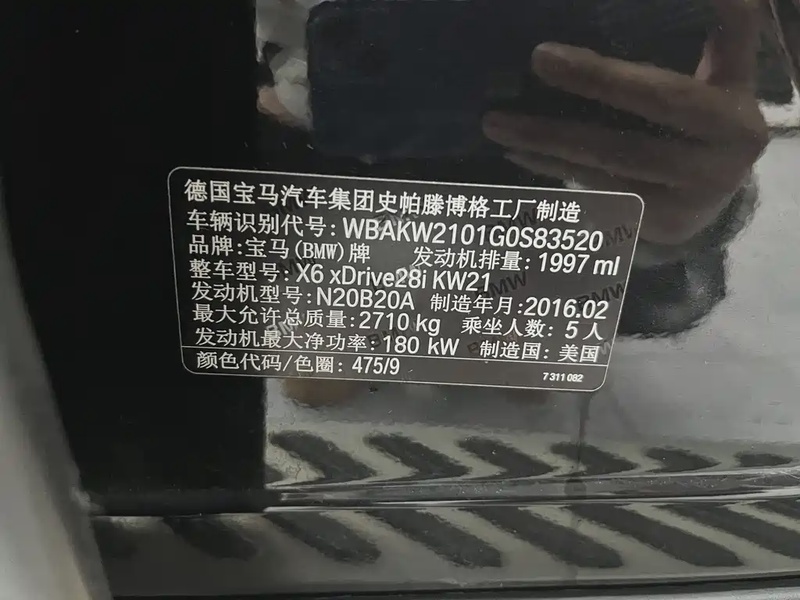 德国宝马汽车集团史帕滕博格工厂制造
车辆识别代号: WBAKW2101G0S83520
品牌: 宝马(BMW)牌 发动机排量: 1997 ml
整车型号: X6 xDrive28i KW21
发动机型号: N20B20A 制造年月: 2016.02
最大允许总质量: 2710 kg 乘坐人数: 5 人
发动机最大净功率: 180 kW 制造国: 美国
颜色代码/色圈: 475/9 7 311 082